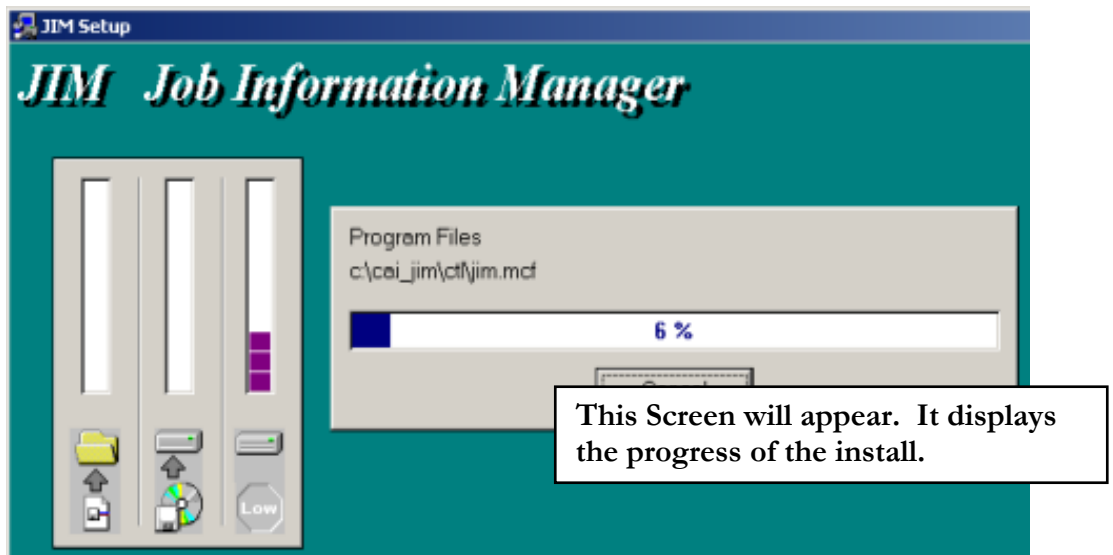 JIM Setup
JIM Job Information Manager
Program Files
c:\cai_jim\ctl\jim.mcf
6 %
This Screen will appear. It displays
the progress of the install.
Low